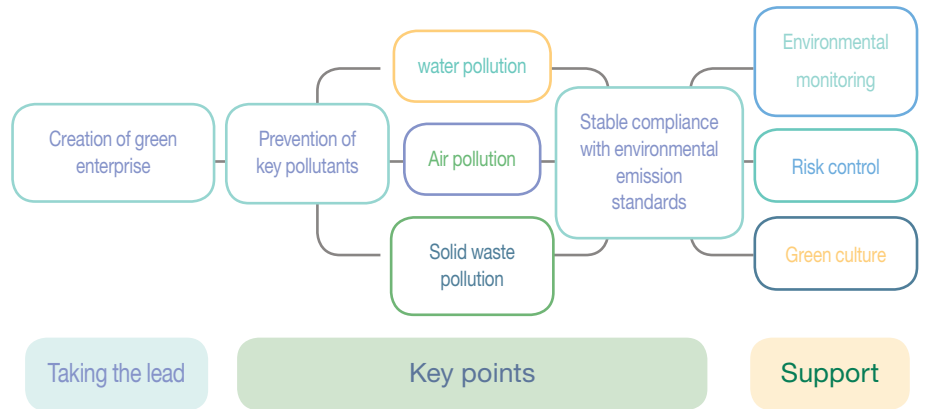 Creation of green
enterprise
Prevention of
key pollutants
water pollution
Air pollution
Solid waste
pollution
Stable compliance
with environmental
emission
standards
Environmental
monitoring
Risk control
Green culture
Taking the lead
Key points
Support